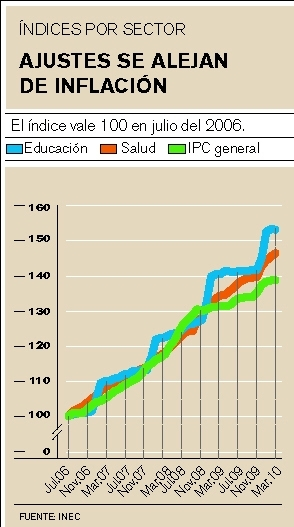 ÍNDICES POR SECTOR
AJUSTES SE ALEJAN
DE INFLACIÓN
El índice vale 100 en julio del 2006.
Educación Salud IPC general
160
150
140
130
120
110
100
0
Jul.06 Nov.06 Mar.07 Jul.07 Nov.07 Mar.08 Jul.08 Nov.08 Mar.09 Jul.09 Nov.09 Mar.10
FUENTE: INEC